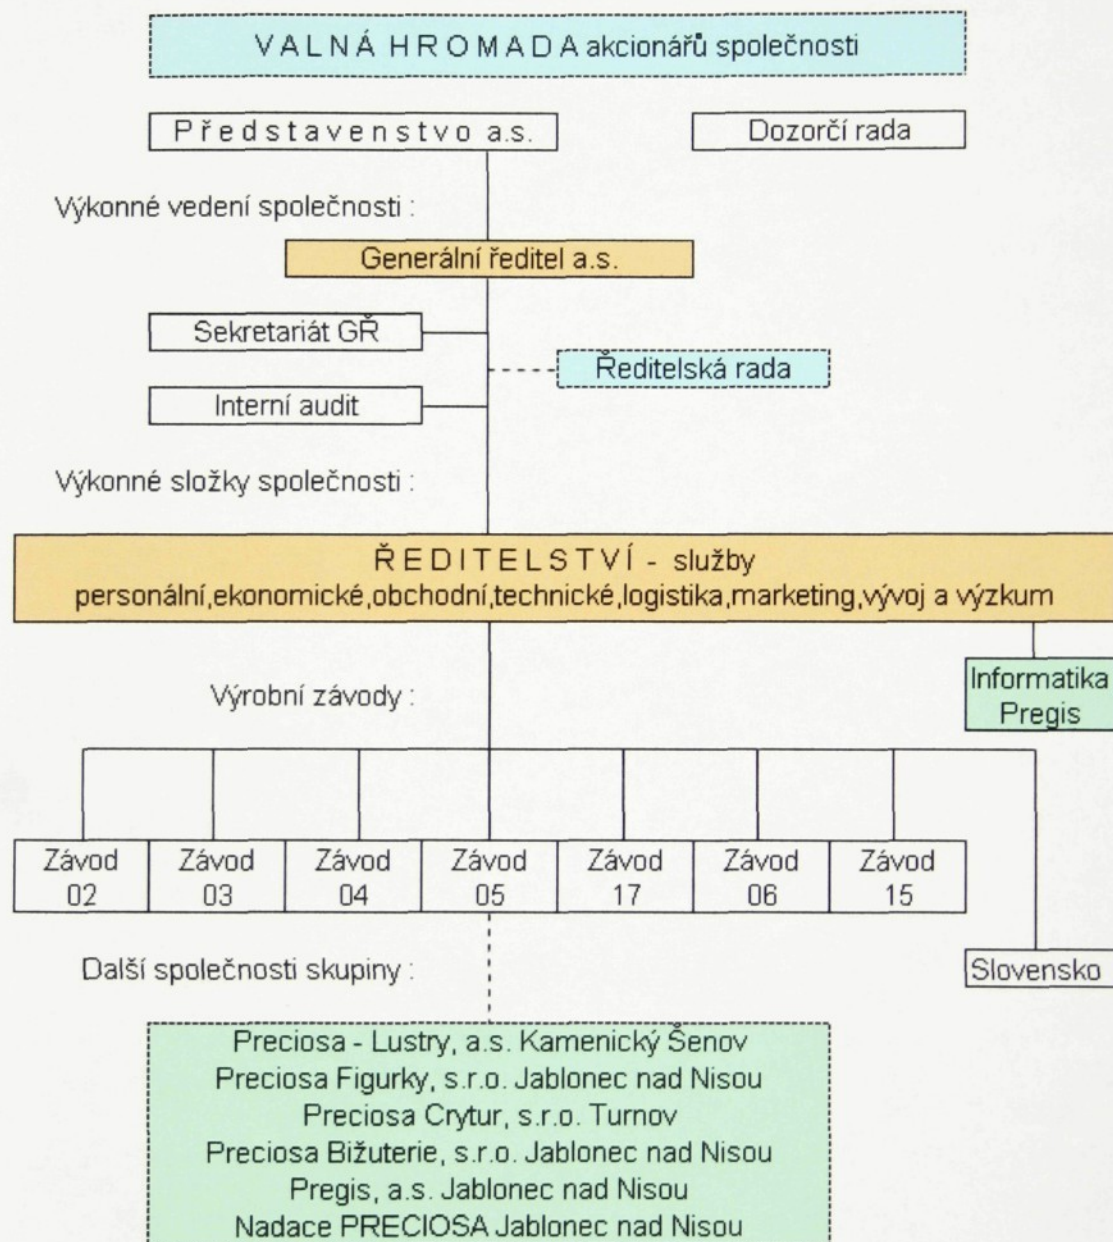 VALNÁ HROMADA akcionářů společnosti
Představenstvo a.s.
Dozorčí rada
Výkonné vedení společnosti :
Generální ředitel a.s.
Sekretariát GŘ
Ředitelská rada
Interní audit
Výkonné složky společnosti :
ŘEDITELSTVÍ - služby
personální,ekonomické,obchodní,technické,logistika,marketing,vývoj a výzkum
Informatika
Pregis
Výrobní závody :
Závod
02
Závod
03
Závod
04
Závod
05
Závod
17
Závod
06
Závod
15
Další společnosti skupiny :
Slovensko
Preciosa - Lustry, a.s. Kamenický Šenov
Preciosa Figurky, s.r.o. Jablonec nad Nisou
Preciosa Crytur, s.r.o. Turnov
Preciosa Bižuterie, s.r.o. Jablonec nad Nisou
Pregis, a.s. Jablonec nad Nisou
Nadace PRECIOSA Jablonec nad Nisou